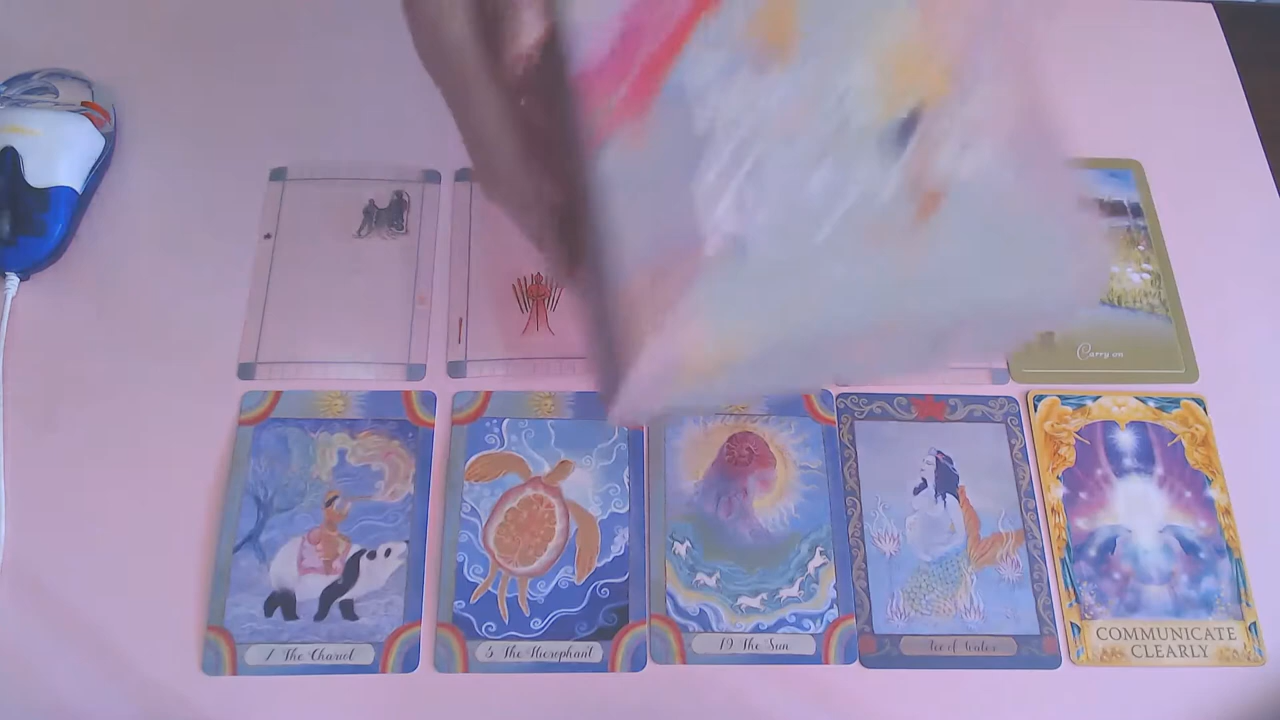 Carry on
7 The Chariot
5 The Hierophant
19 The Sun
Ace of Water
COMMUNICATE
CLEARLY